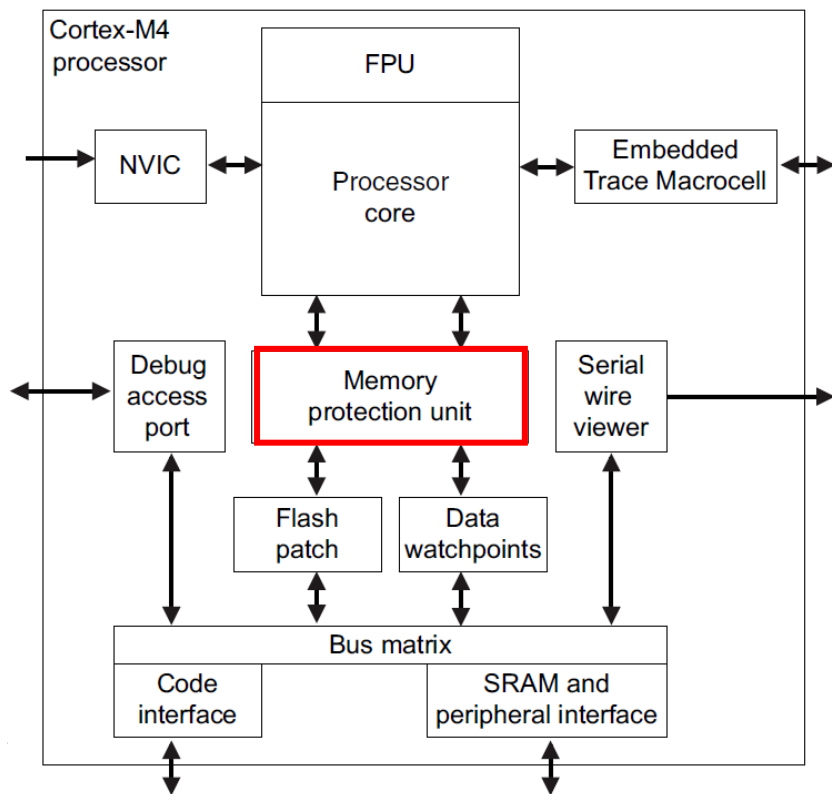 Cortex-M4
processor
FPU
NVIC
Processor
core
Embedded
Trace Macrocell
Debug
access
port
Memory
protection unit
Serial
wire
viewer
Flash
patch
Data
watchpoints
Bus matrix
Code
interface
SRAM and
peripheral interface